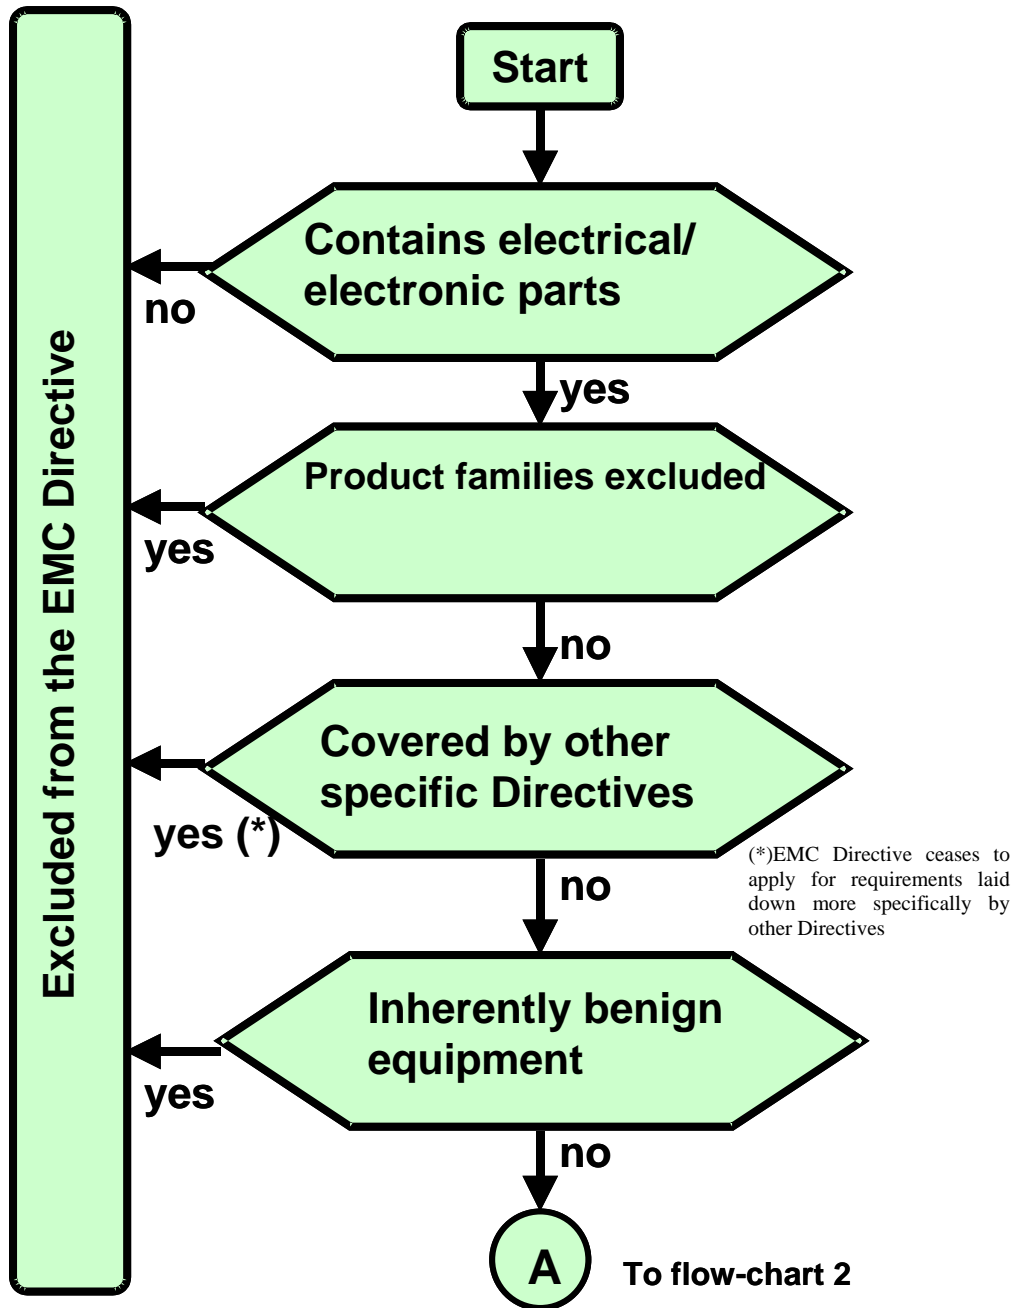 Start
Contains electrical/
electronic parts
no
yes
Product families excluded
yes
no
Covered by other
specific Directives
yes (*)
no
(*)EMC Directive ceases to
apply for requirements laid
down more specifically by
other Directives
Inherently benign
equipment
yes
no
A
To flow-chart 2
Excluded from the EMC Directive